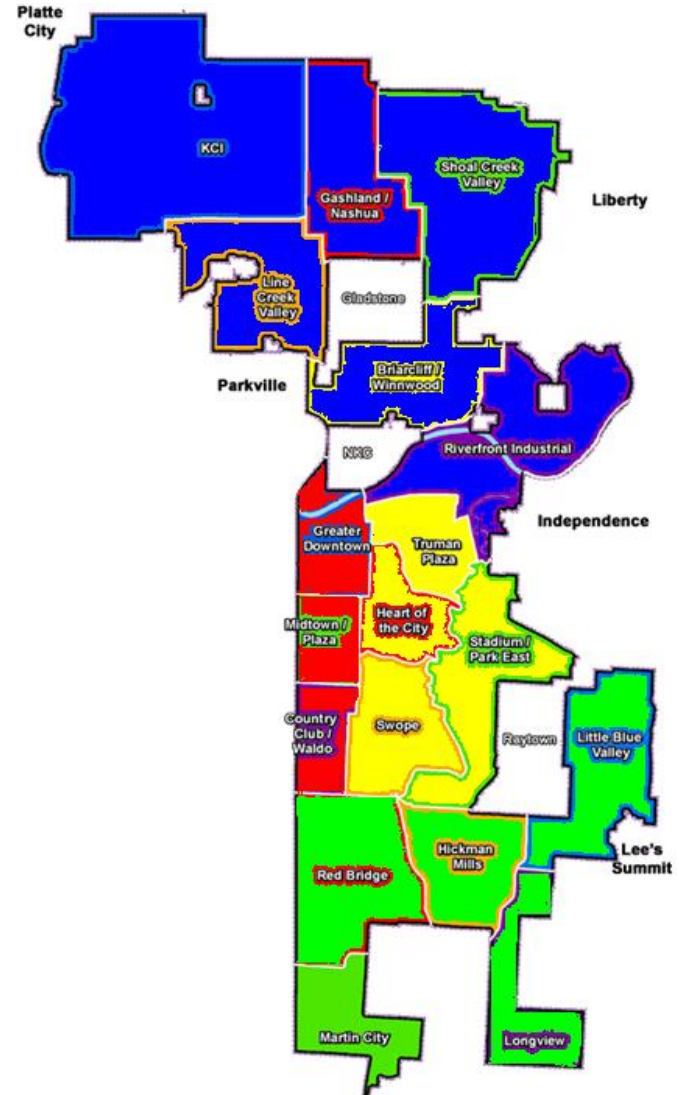 Platte
City
KCI
Shoal Creek
Valley
Gashland /
Nashua
Liberty
Line
Creek
Valley
Gladstone
Briarcliff /
Winnwood
Parkville
Riverfront Industrial
NKC
Independence
Greater
Downtown
Truman
Plaza
Heart of
the City
Midtown /
Plaza
Stadium /
Park East
Country
Club /
Waldo
Swope
Raytown
Little Blue
Valley
Lee's
Summit
Hickman
Mills
Red Bridge
Martin City
Longview